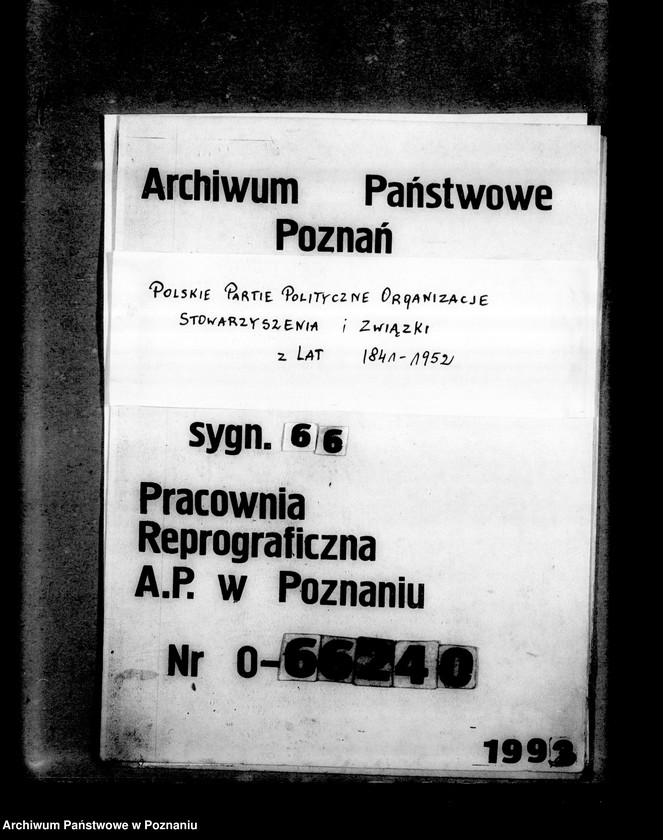 Archiwum Państwowe
Poznań
POLSKIE PARTIE POLITYCZNE ORGANIZACJE
STOWARZYSZENIA i ZWIĄZKI
z LAT 1841-1952
sygn. 66
Pracownia
Reprograficzna
A.P. w Poznaniu
Nr O-66240
1993
Archiwum Państwowe w Poznaniu